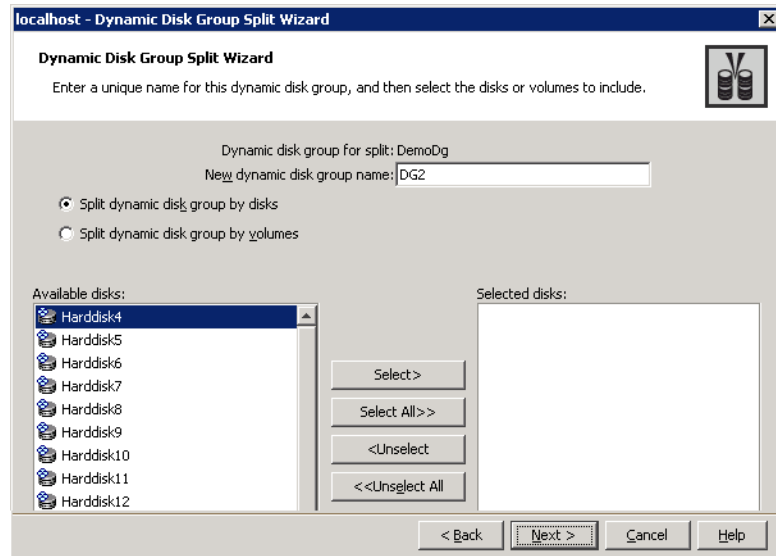 localhost - Dynamic Disk Group Split Wizard
Dynamic Disk Group Split Wizard
Enter a unique name for this dynamic disk group, and then select the disks or volumes to include.
Dynamic disk group for split: DemoDg
New dynamic disk group name: DG2
Split dynamic disk group by disks
Split dynamic disk group by volumes
Available disks:
Harddisk4
Harddisk5
Harddisk6
Harddisk7
Harddisk8
Harddisk9
Harddisk10
Harddisk11
Harddisk12
Select>
Select All>>
<Unselect
<<Unselect All
Selected disks:
< Back
Next >
Cancel
Help